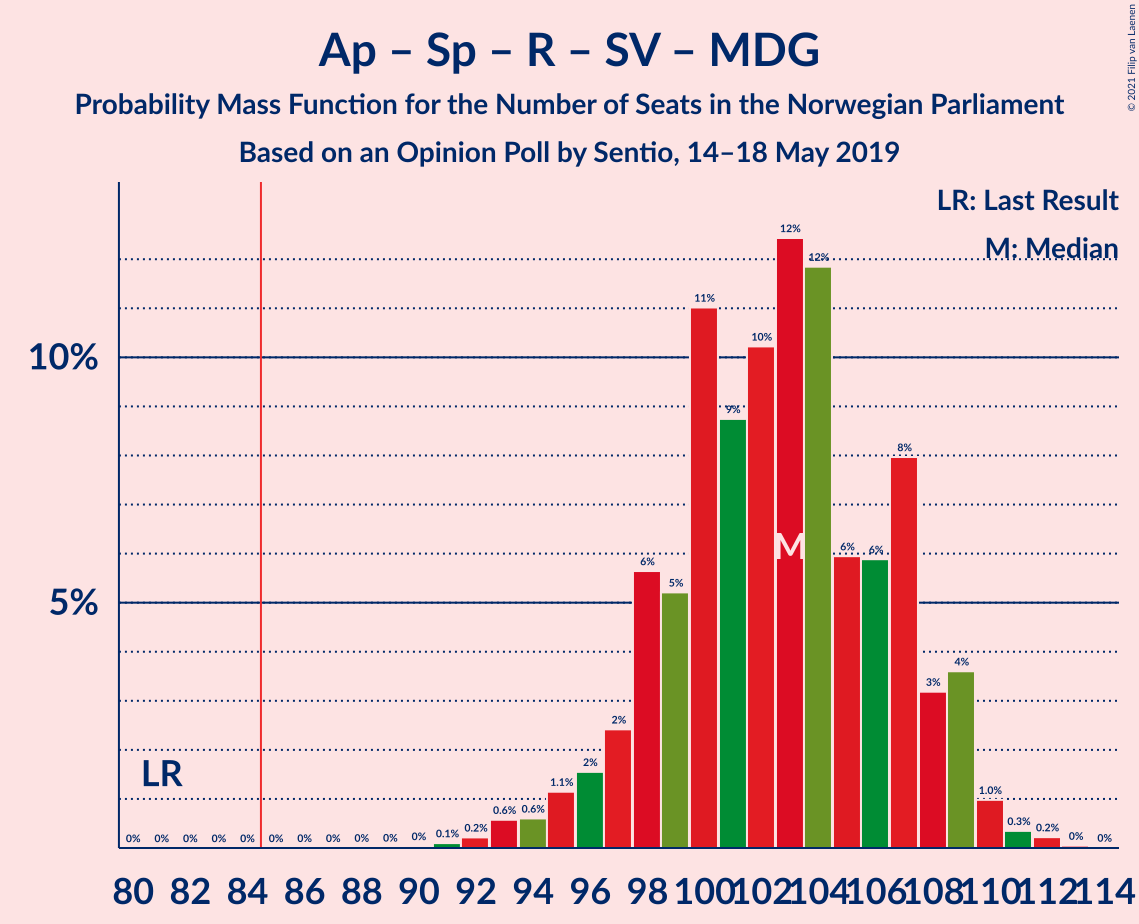 Ap – Sp – R – SV – MDG
Probability Mass Function for the Number of Seats in the Norwegian Parliament
Based on an Opinion Poll by Sentio, 14–18 May 2019
© 2021 Filip van Laenen
LR: Last Result
M: Median
10%
5%
LR
M
0% 0% 0% 0% 0% 0% 0% 0% 0% 0% 0% 0.1% 0.2% 0.6% 0.6% 1.1% 2% 2% 6% 5% 11% 9% 10% 12% 12% 6% 6% 8% 3% 4% 1.0% 0.3% 0.2% 0% 0%
80 82 84 86 88 90 92 94 96 98 100 102 104 106 108 110 112 114